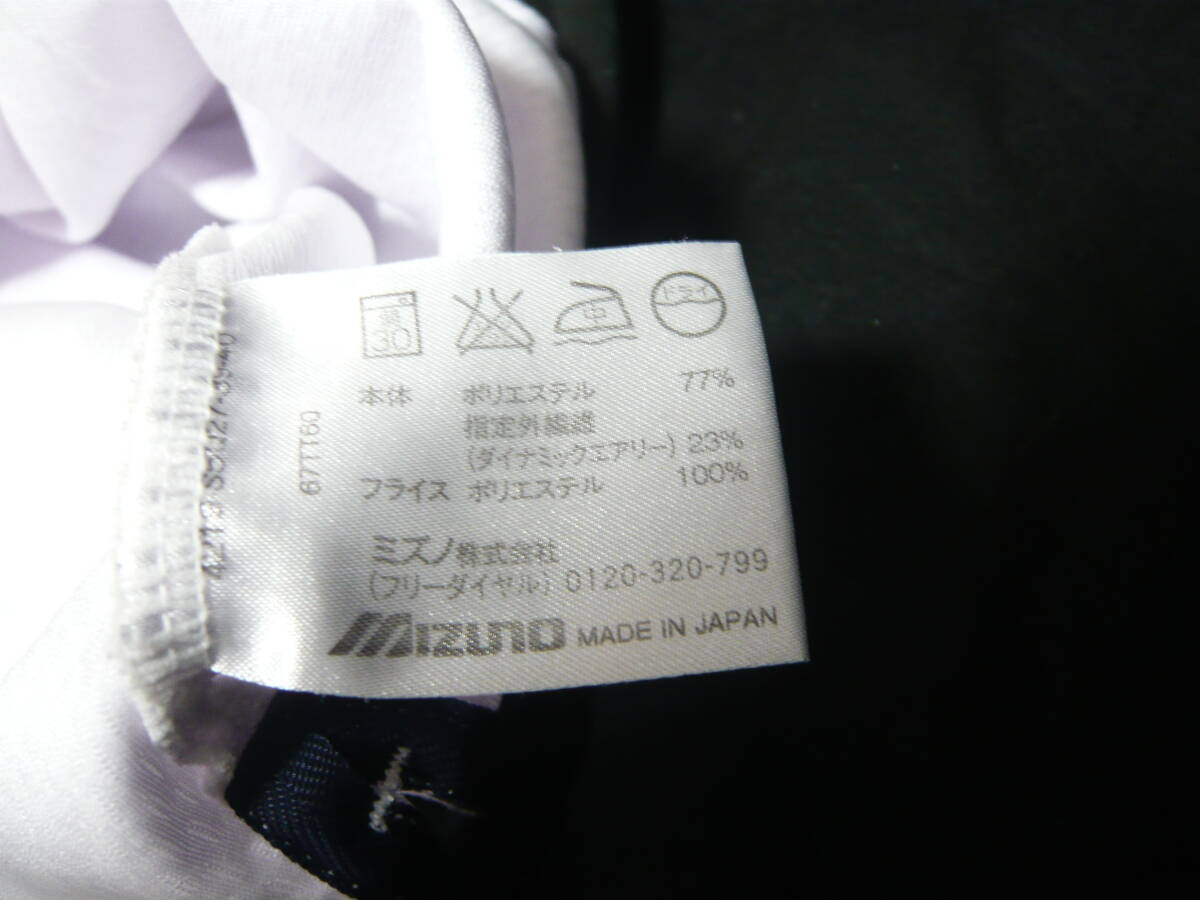 30
中
ドライ
本体 ポリエステル 77%
指定外繊維
(ダイナミックエアリー) 23%
フライス ポリエステル 100%
ミズノ株式会社
(フリーダイヤル) 0120-320-799
MIZUNO MADE IN JAPAN
67TT60